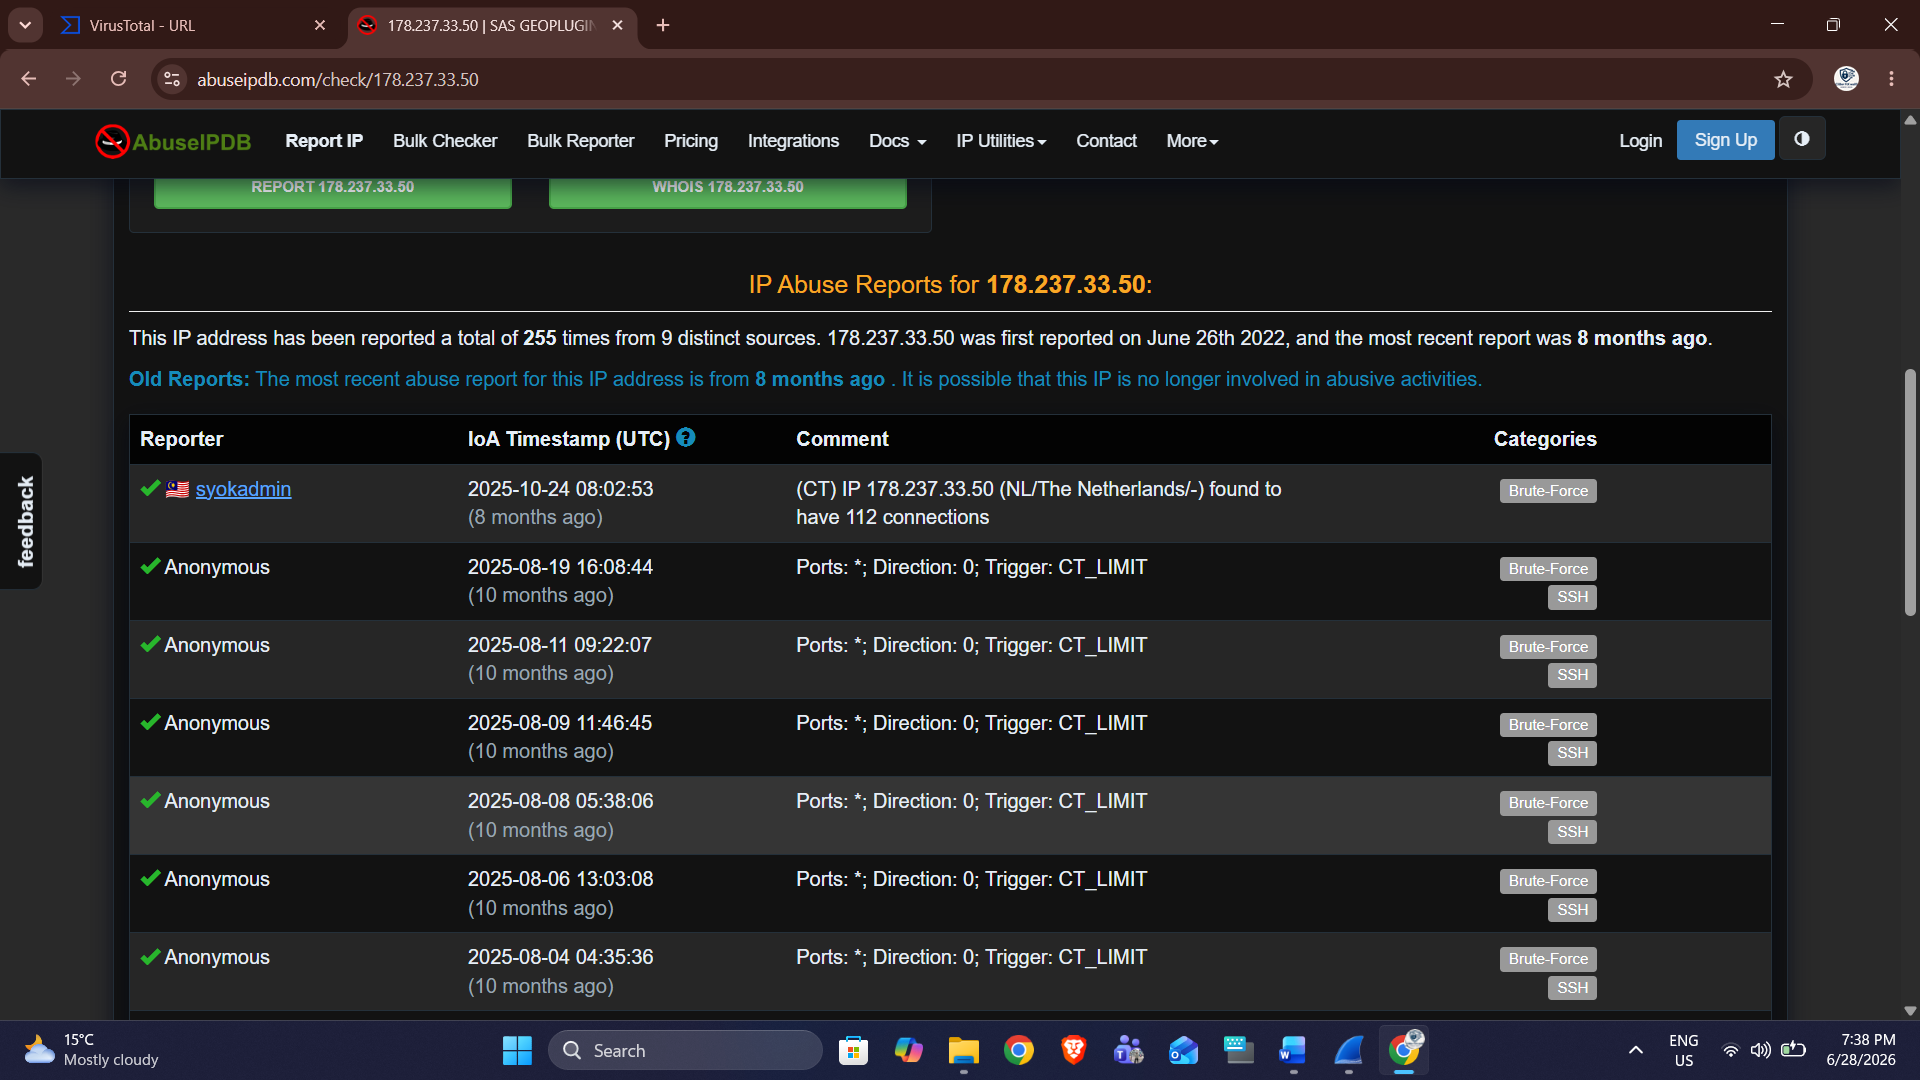 VirusTotal - URL
178.237.33.50 | SAS GEOPLUGIN
abuseipdb.com/check/178.237.33.50
AbuseIPDB
Report IP
Bulk Checker
Bulk Reporter
Pricing
Integrations
Docs
IP Utilities
Contact
More
Login
Sign Up
REPORT 178.237.33.50
WHOIS 178.237.33.50
IP Abuse Reports for 178.237.33.50:
This IP address has been reported a total of 255 times from 9 distinct sources. 178.237.33.50 was first reported on June 26th 2022, and the most recent report was 8 months ago.
Old Reports: The most recent abuse report for this IP address is from 8 months ago . It is possible that this IP is no longer involved in abusive activities.
Reporter IoA Timestamp (UTC) ? Comment Categories
syokadmin 2025-10-24 08:02:53 (CT) IP 178.237.33.50 (NL/The Netherlands/-) found to Brute-Force
(8 months ago) have 112 connections
Anonymous 2025-08-19 16:08:44 Ports: *; Direction: 0; Trigger: CT_LIMIT Brute-Force
(10 months ago) SSH
Anonymous 2025-08-11 09:22:07 Ports: *; Direction: 0; Trigger: CT_LIMIT Brute-Force
(10 months ago) SSH
Anonymous 2025-08-09 11:46:45 Ports: *; Direction: 0; Trigger: CT_LIMIT Brute-Force
(10 months ago) SSH
Anonymous 2025-08-08 05:38:06 Ports: *; Direction: 0; Trigger: CT_LIMIT Brute-Force
(10 months ago) SSH
Anonymous 2025-08-06 13:03:08 Ports: *; Direction: 0; Trigger: CT_LIMIT Brute-Force
(10 months ago) SSH
Anonymous 2025-08-04 04:35:36 Ports: *; Direction: 0; Trigger: CT_LIMIT Brute-Force
(10 months ago) SSH
feedback
15°C
Mostly cloudy
Search
ENG
US
7:38 PM
6/28/2026